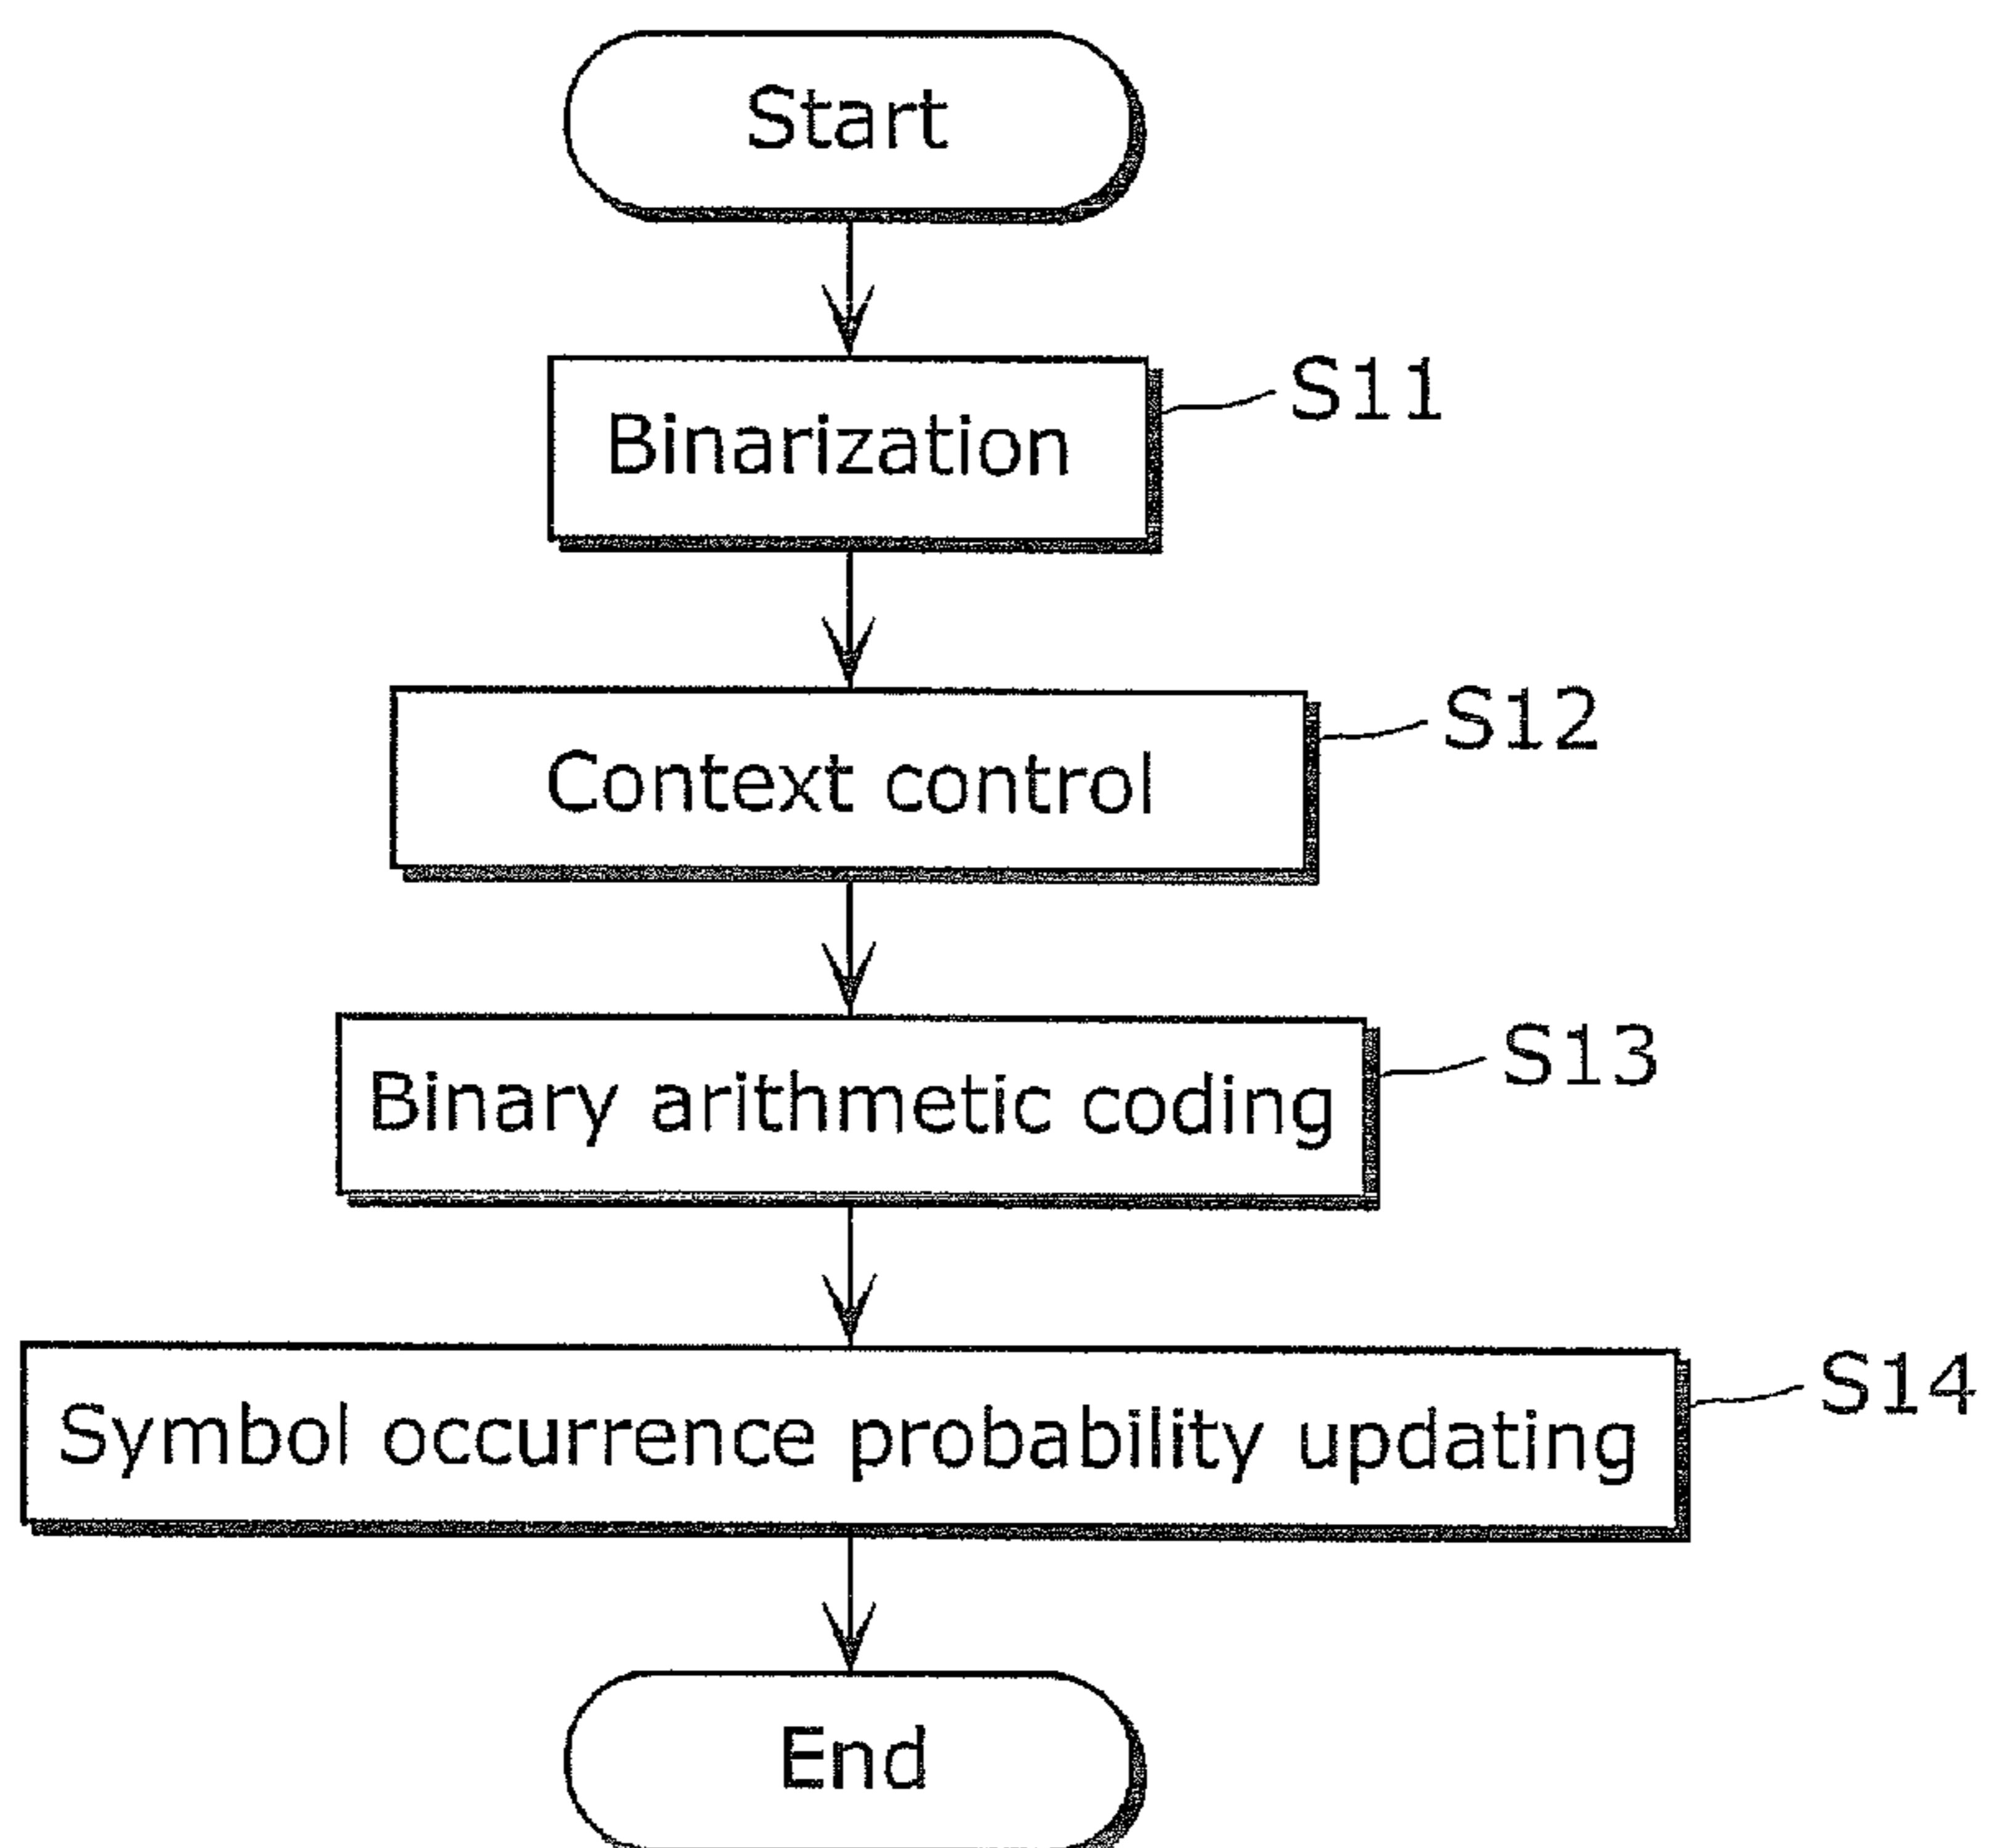 Start
Binarization
S11
Context control
S12
Binary arithmetic coding
S13
Symbol occurrence probability updating
S14
End